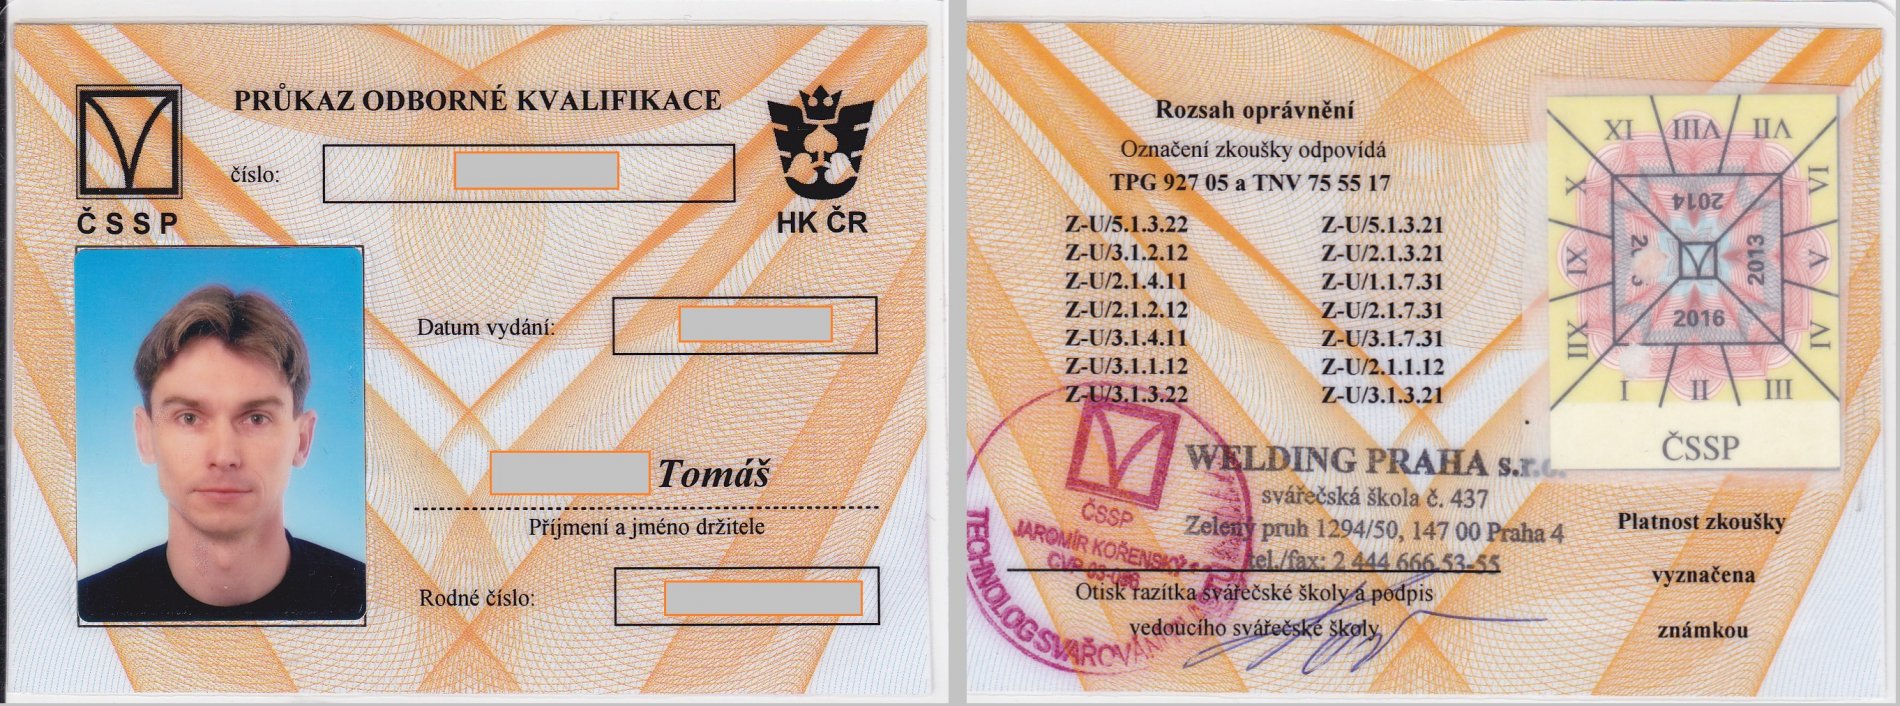 PRŮKAZ ODBORNÉ KVALIFIKACE
číslo:
ČSSP
HK ČR
Datum vydání:
Tomáš
Příjmení a jméno držitele
Rodné číslo:
Rozsah oprávnění
Označení zkoušky odpovídá
TPG 927 05 a TNV 75 55 17
Z-U/5.1.3.22 Z-U/5.1.3.21
Z-U/3.1.2.12 Z-U/2.1.3.21
Z-U/2.1.4.11 Z-U/1.1.7.31
Z-U/2.1.2.12 Z-U/2.1.7.31
Z-U/3.1.4.11 Z-U/3.1.7.31
Z-U/3.1.1.12 Z-U/2.1.1.12
Z-U/3.1.3.22 Z-U/3.1.3.21
XI VIII VII
X VI
2014
IX 2013 V
2016
XII IV
I II III
ČSSP
WELDING PRAHA s.r.o.
svářečská škola č. 437
Zelený pruh 1294/50, 147 00 Praha 4
tel./fax: 2 444 666 53-55
ČSSP
JAROMÍR KOŘENSKÝ
TECHNOLOG SVAŘOVÁNÍ
Otisk razítka svářečské školy a podpis
vedoucího svářečské školy
Platnost zkoušky
vyznačena
známkou